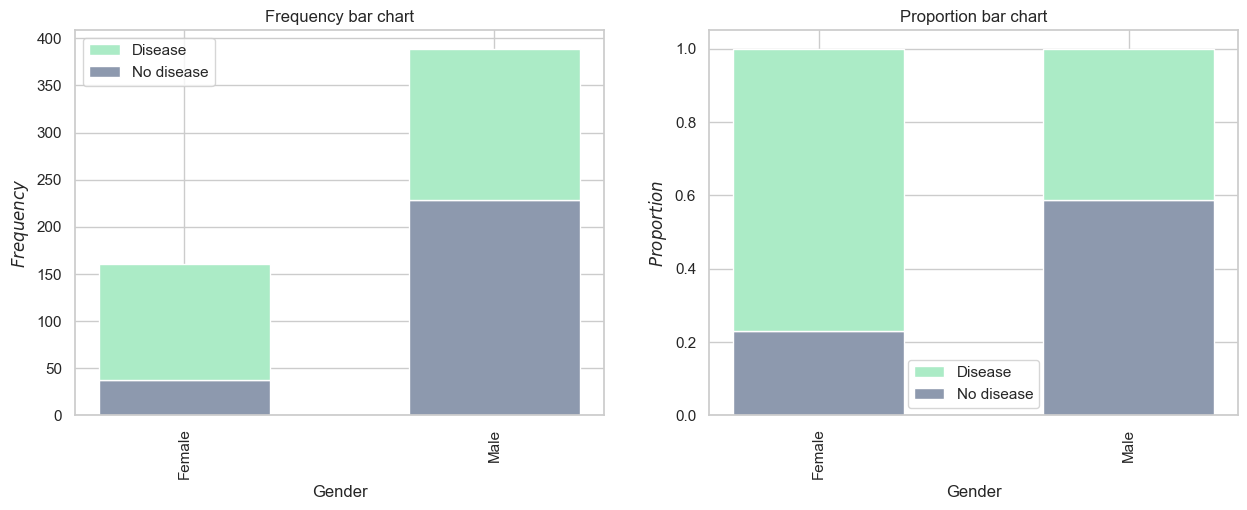 Frequency bar chart
400
350
300
250
200
150
100
50
0
Frequency
Disease
No disease
Female
Male
Gender
Proportion bar chart
1.0
0.8
0.6
0.4
0.2
0.0
Proportion
Disease
No disease
Female
Male
Gender